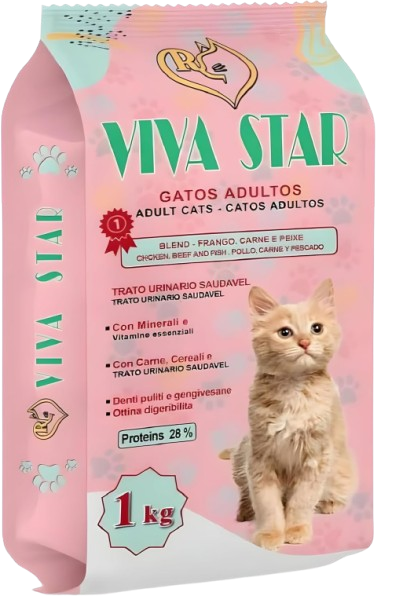 VIVA STAR
GATOS ADULTOS
ADULT CATS - CATOS ADULTOS
1
BLEND - FRANGO, CARNE E PEIXE
CHICKEN, BEEF AND FISH , POLLO, CARNE Y PESCADO
TRATO URINARIO SAUDAVEL
TRATO URINARIO SAUDAVEL
Con Minerali e
Vitamine essenziali
Con Carne, Cereali e
TRATO URINARIO SAUDAVEL
Denti puliti e gengivesane
Ottina digeribilita
Proteins 28 %
1 kg
VIVA STAR